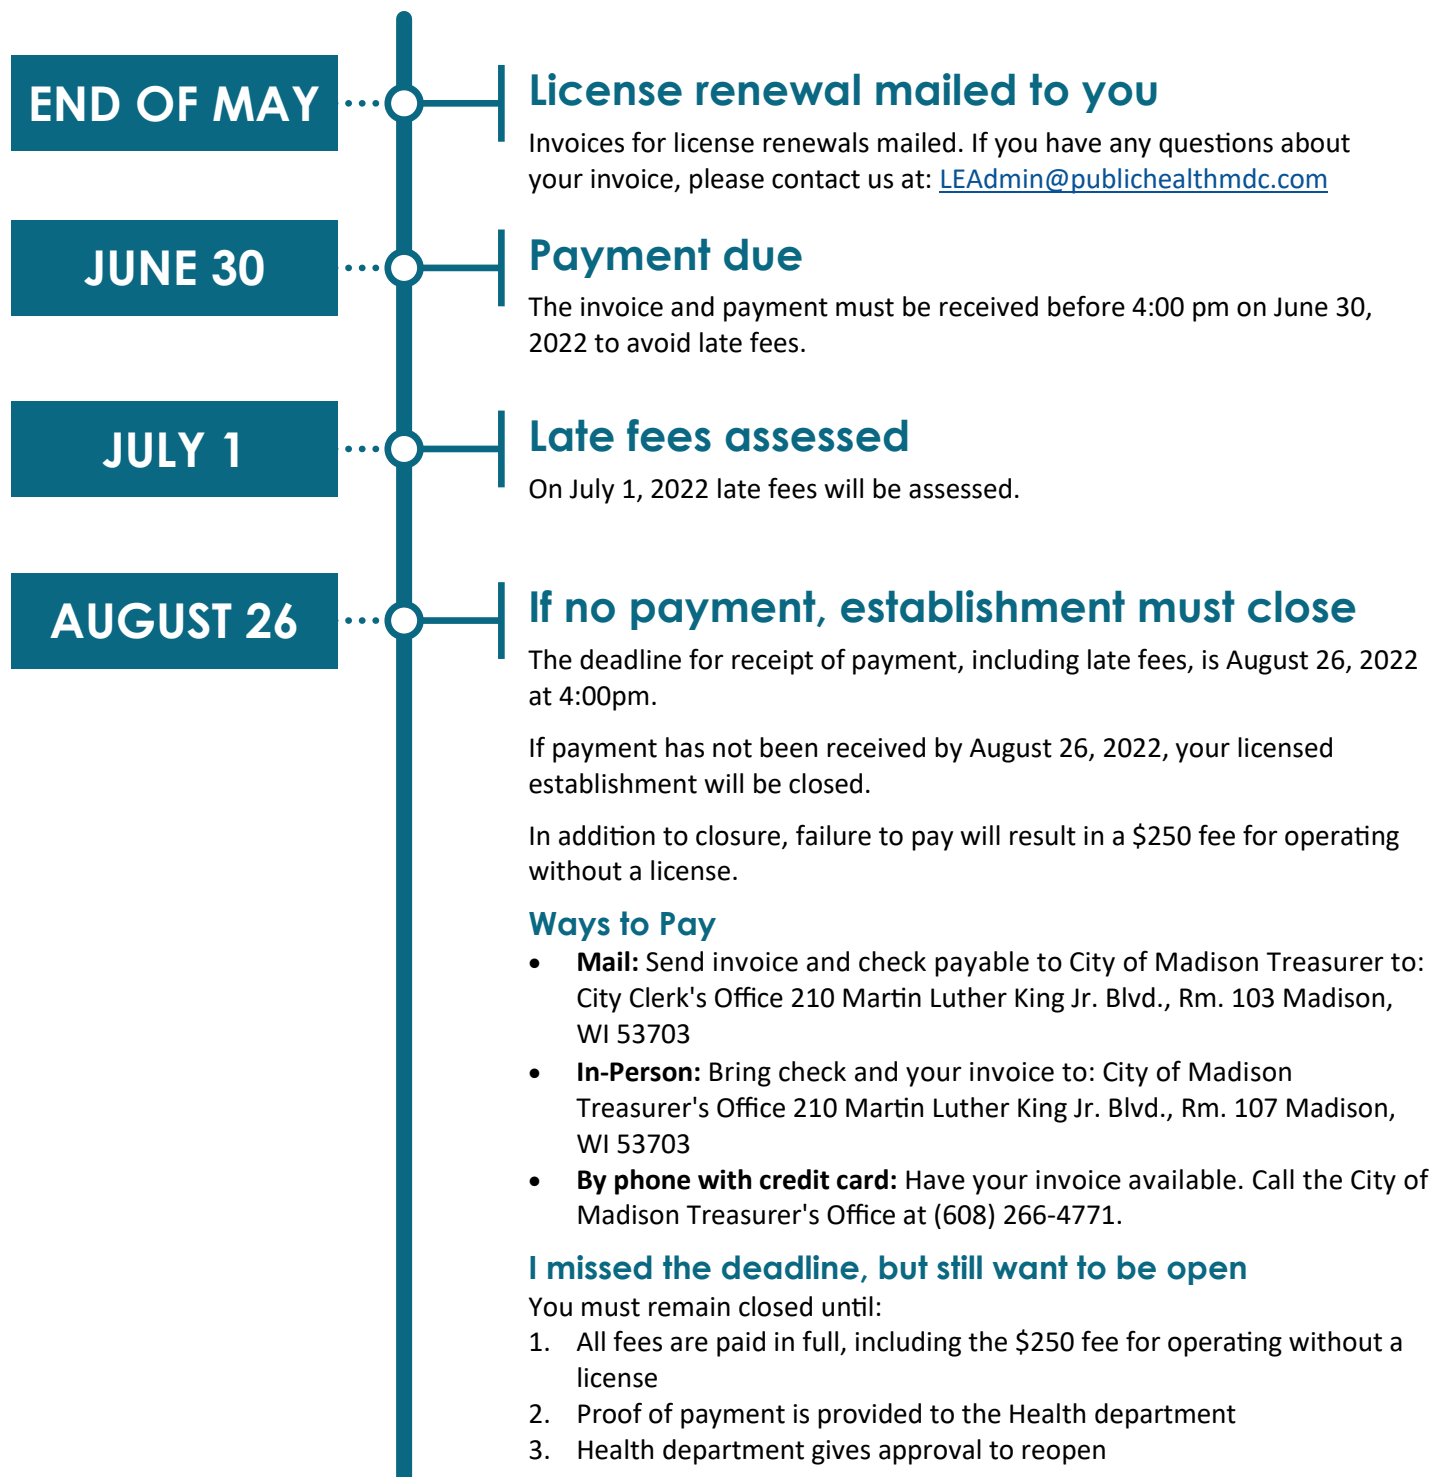 END OF MAY
License renewal mailed to you
Invoices for license renewals mailed. If you have any questions about
your invoice, please contact us at: LEAdmin@publichealthmdc.com
JUNE 30
Payment due
The invoice and payment must be received before 4:00 pm on June 30,
2022 to avoid late fees.
JULY 1
Late fees assessed
On July 1, 2022 late fees will be assessed.
AUGUST 26
If no payment, establishment must close
The deadline for receipt of payment, including late fees, is August 26, 2022
at 4:00pm.
If payment has not been received by August 26, 2022, your licensed
establishment will be closed.
In addition to closure, failure to pay will result in a $250 fee for operating
without a license.
Ways to Pay
• Mail: Send invoice and check payable to City of Madison Treasurer to:
City Clerk's Office 210 Martin Luther King Jr. Blvd., Rm. 103 Madison,
WI 53703
• In-Person: Bring check and your invoice to: City of Madison
Treasurer's Office 210 Martin Luther King Jr. Blvd., Rm. 107 Madison,
WI 53703
• By phone with credit card: Have your invoice available. Call the City of
Madison Treasurer's Office at (608) 266-4771.
I missed the deadline, but still want to be open
You must remain closed until:
1. All fees are paid in full, including the $250 fee for operating without a
license
2. Proof of payment is provided to the Health department
3. Health department gives approval to reopen